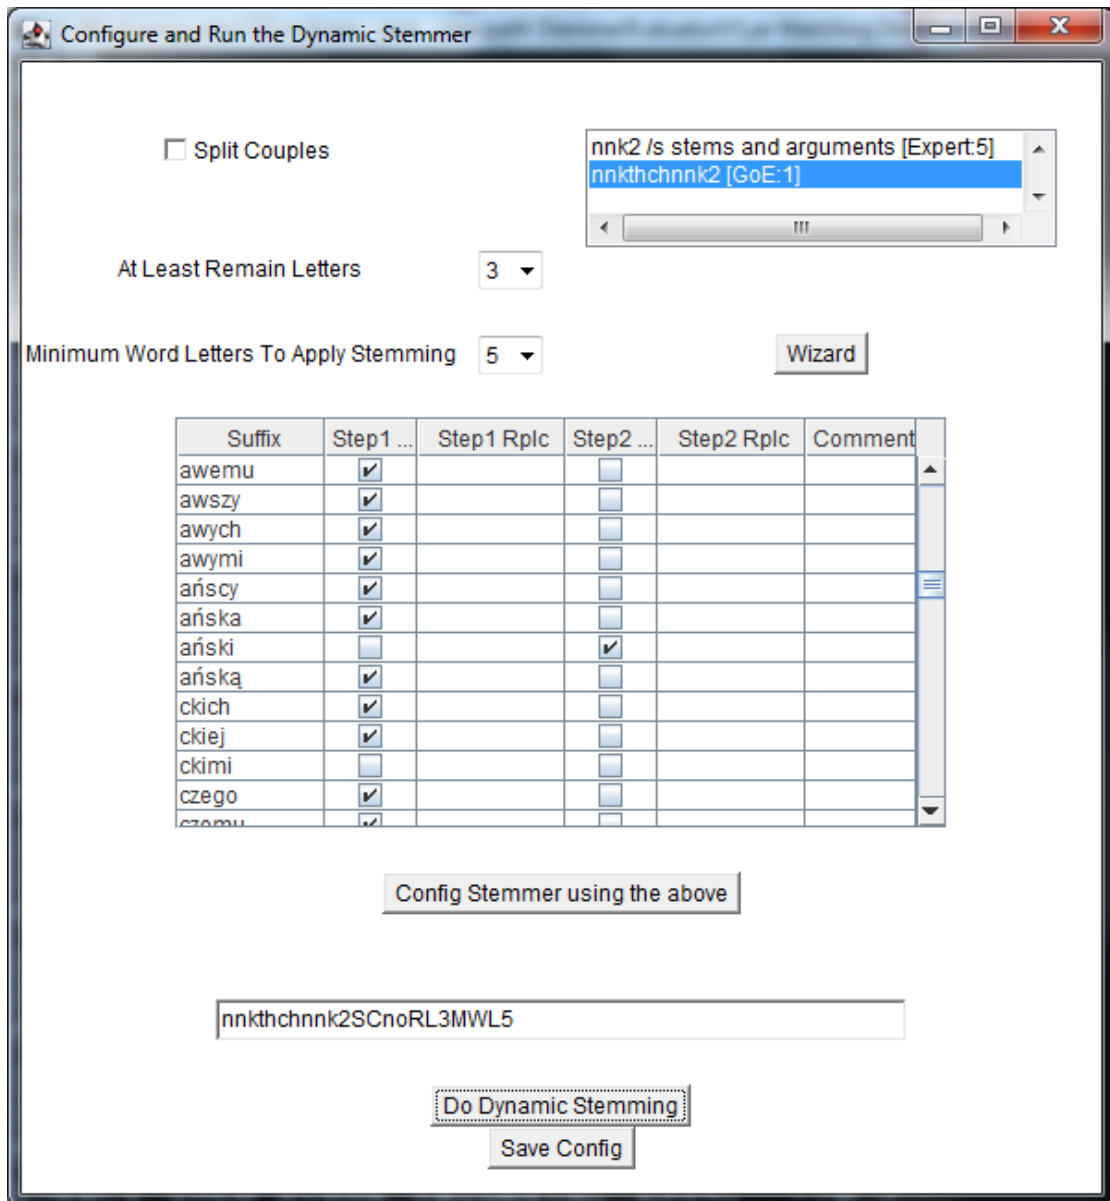 Configure and Run the Dynamic Stemmer
Split Couples
nnk2 /s stems and arguments [Expert:5]
nnkthchnnk2 [GoE:1]
At Least Remain Letters 3
Minimum Word Letters To Apply Stemming 5 Wizard
Suffix Step1 ... Step1 Rplc Step2 ... Step2 Rplc Comment
awemu
awszy
awych
awymi
ańscy
ańska
ański
ańską
ckich
ckiej
ckimi
czego
czemu
Config Stemmer using the above
nnkthchnnk2SCnoRL3MWL5
Do Dynamic Stemming
Save Config